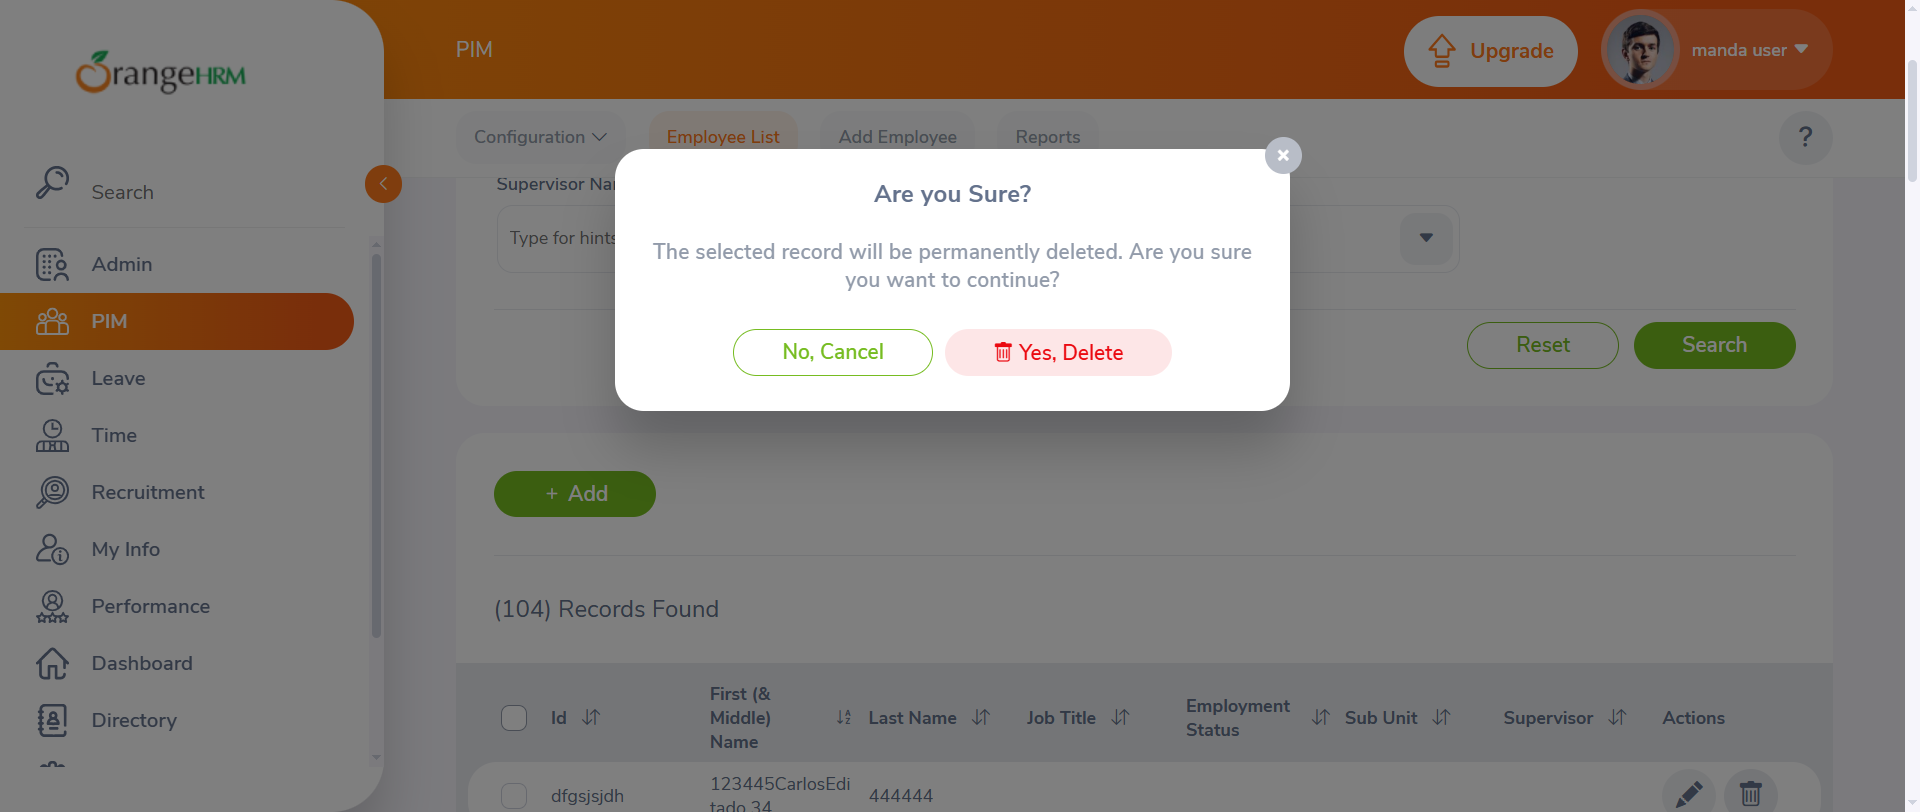 OrangeHRM
PIM
Upgrade
manda user
Configuration
Employee List
Add Employee
Reports
?
Search
Admin
PIM
Leave
Time
Recruitment
My Info
Performance
Dashboard
Directory
Supervisor Na
Type for hints
Are you Sure?
The selected record will be permanently deleted. Are you sure
you want to continue?
No, Cancel
Yes, Delete
Reset
Search
+ Add
(104) Records Found
Id
First (&
Middle)
Name
Last Name
Job Title
Employment
Status
Sub Unit
Supervisor
Actions
dfgsjsjdh
123445CarlosEdi
tado 34
444444